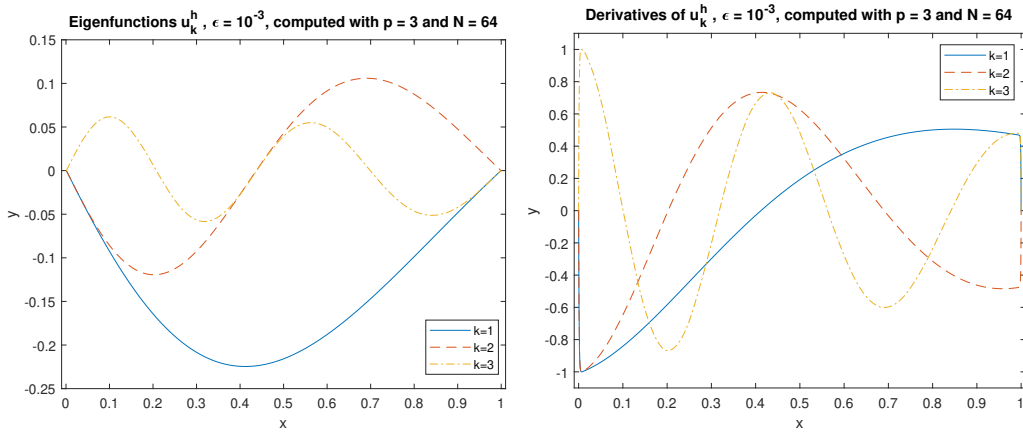 Eigenfunctions u_k^h , ϵ = 10^-3, computed with p = 3 and N = 64
0.15
0.1
0.05
0
-0.05
-0.1
-0.15
-0.2
-0.25
y
0 0.1 0.2 0.3 0.4 0.5 0.6 0.7 0.8 0.9 1
x
k=1
k=2
k=3
Derivatives of u_k^h , ϵ = 10^-3, computed with p = 3 and N = 64
1
0.8
0.6
0.4
0.2
0
-0.2
-0.4
-0.6
-0.8
-1
y
0 0.1 0.2 0.3 0.4 0.5 0.6 0.7 0.8 0.9 1
x
k=1
k=2
k=3